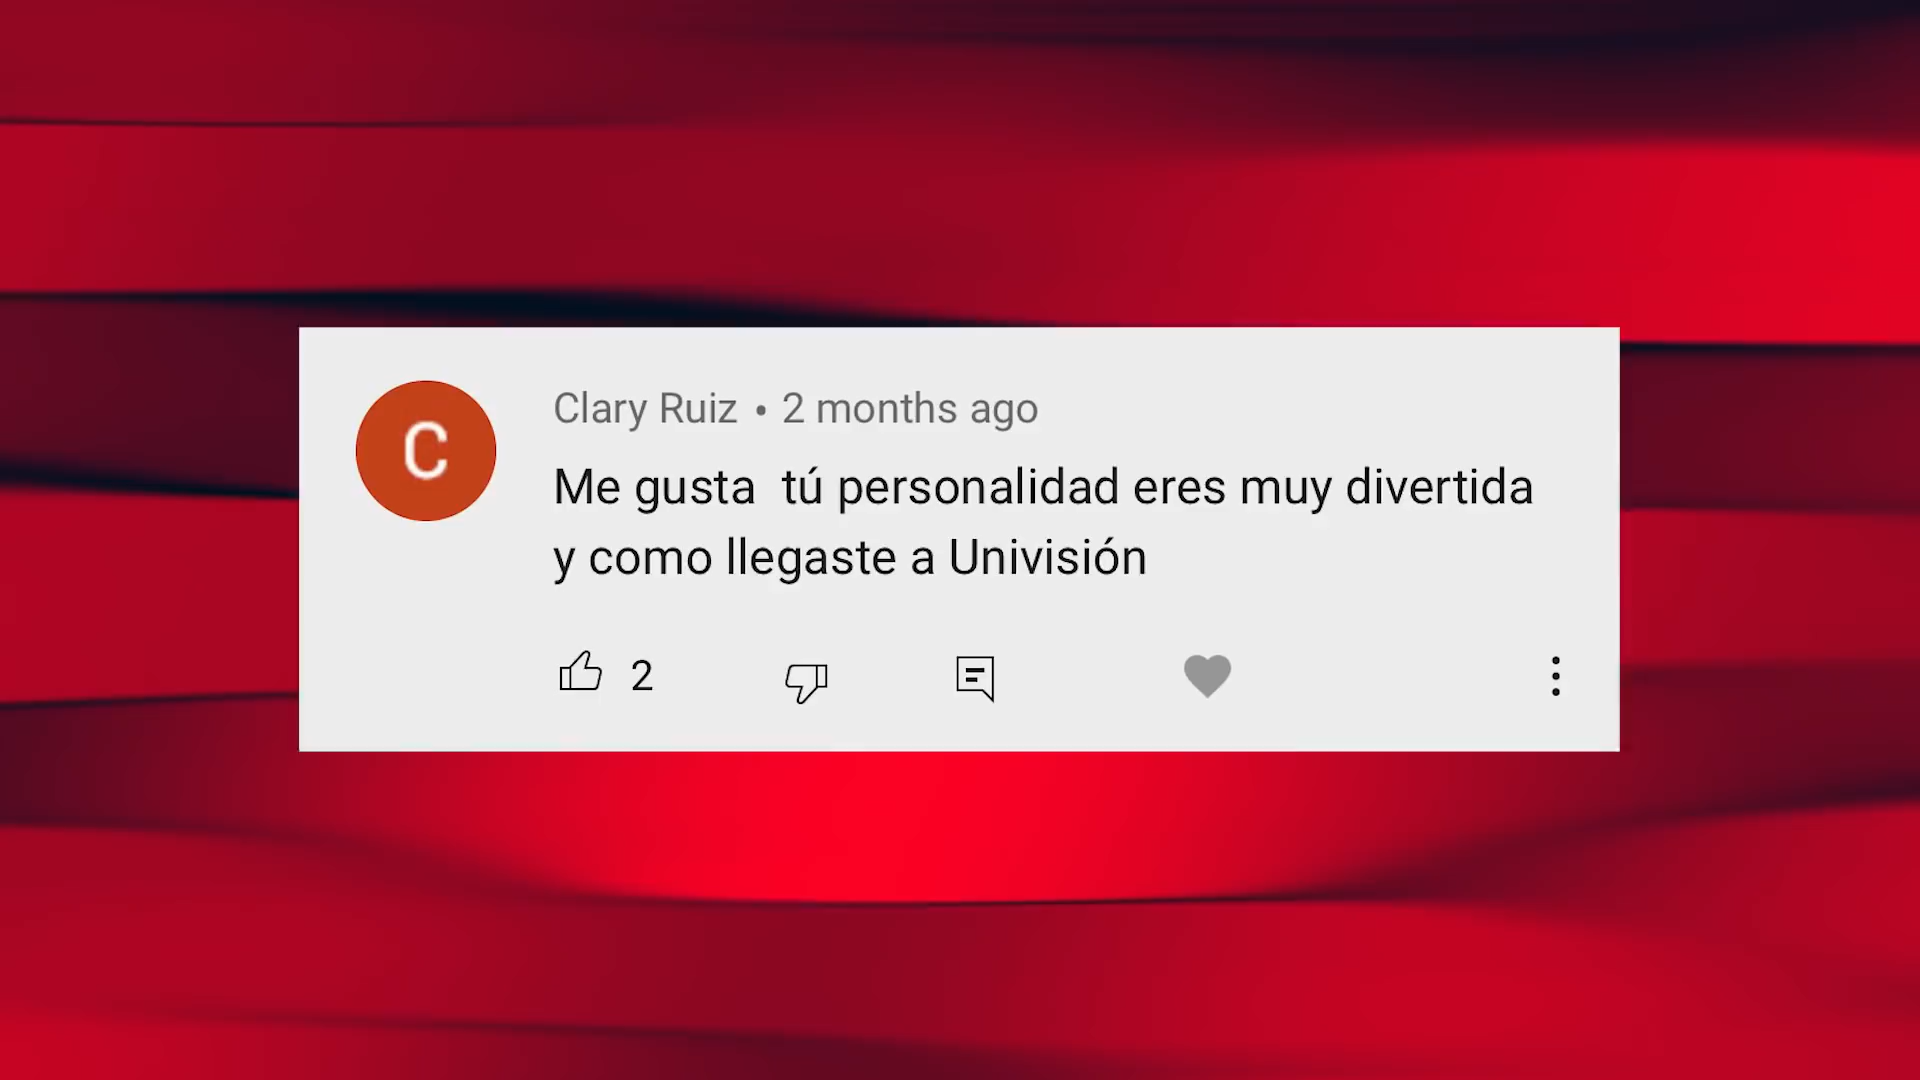 C
Clary Ruiz • 2 months ago
Me gusta  tú personalidad eres muy divertida
y como llegaste a Univisión
2